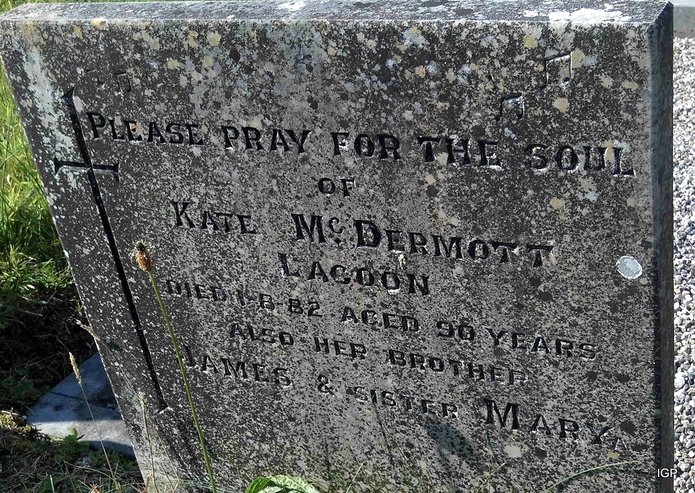 PLEASE PRAY FOR THE SOUL
OF
KATE McDERMOTT
LAGOON
DIED 1-8-82 AGED 90 YEARS
ALSO HER BROTHER
JAMES & SISTER MARY
IGP